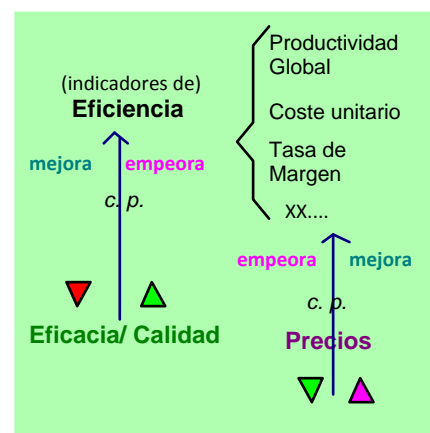 (indicadores de)
Eficiencia
Productividad
Global
Coste unitario
Tasa de
Margen
XX....
mejora
empeora
c. p.
Eficacia/ Calidad
empeora
mejora
c. p.
Precios